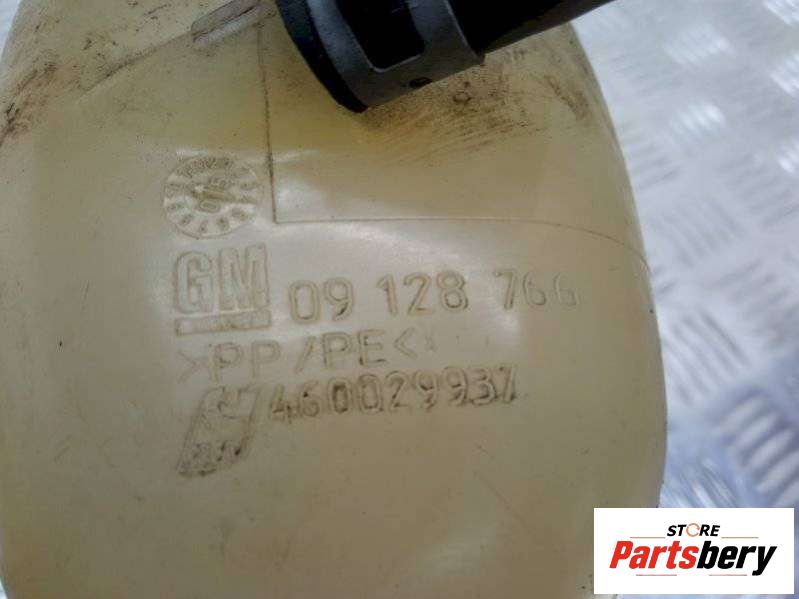 GM 09 128 766
>PP/PE<
460029937
STORE
Partsbery